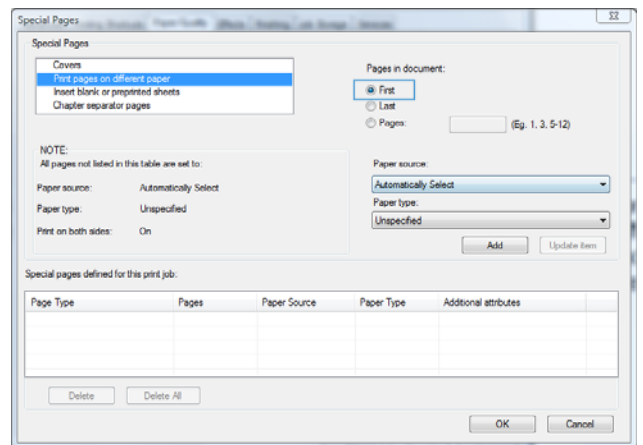 Special Pages
Special Pages
Covers
Print pages on different paper
Insert blank or preprinted sheets
Chapter separator pages
Pages in document:
First
Last
Pages:
(Eg. 1, 3, 5-12)
NOTE:
All pages not listed in this table are set to:
Paper source: Automatically Select
Paper type: Unspecified
Print on both sides: On
Paper source:
Automatically Select
Paper type:
Unspecified
Add Update item
Special pages defined for this print job:
Page Type Pages Paper Source Paper Type Additional attributes
Delete Delete All
OK Cancel